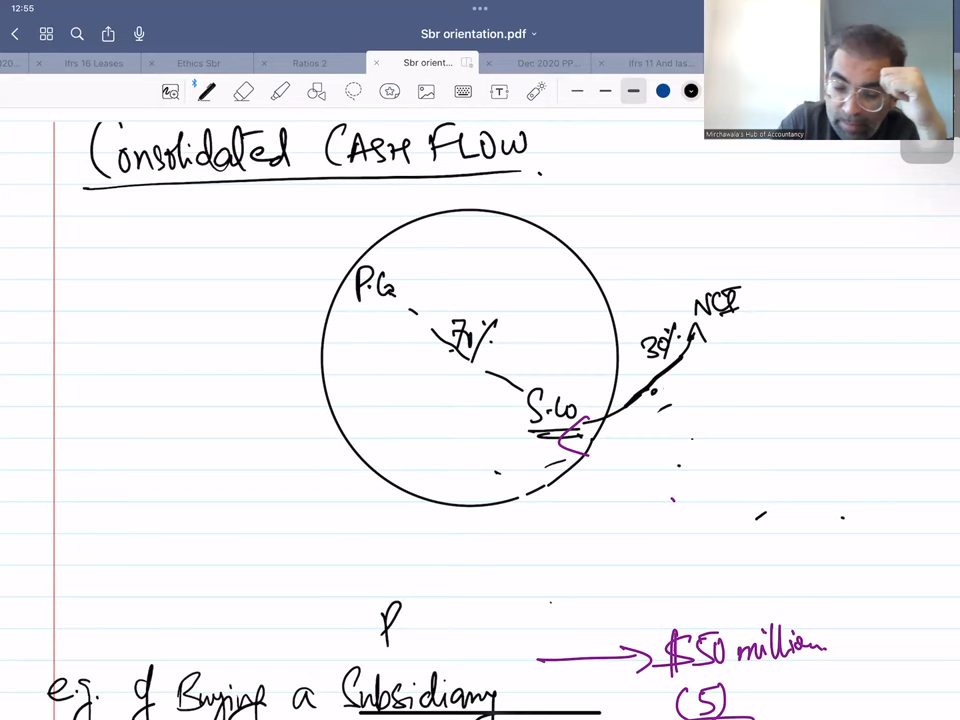 12:55
Sbr orientation.pdf
Ifrs 16 Leases
Ethics Sbr
Ratios 2
Sbr orient...
Dec 2020 PP...
Ifrs 11 And las...
Mirchawala's Hub of Accountancy
Consolidated CASH FLOW.
P.Co
70%
NCI
30%
S.Co
P
$50 million
e.g. of Buying a Subsidiary
(5)